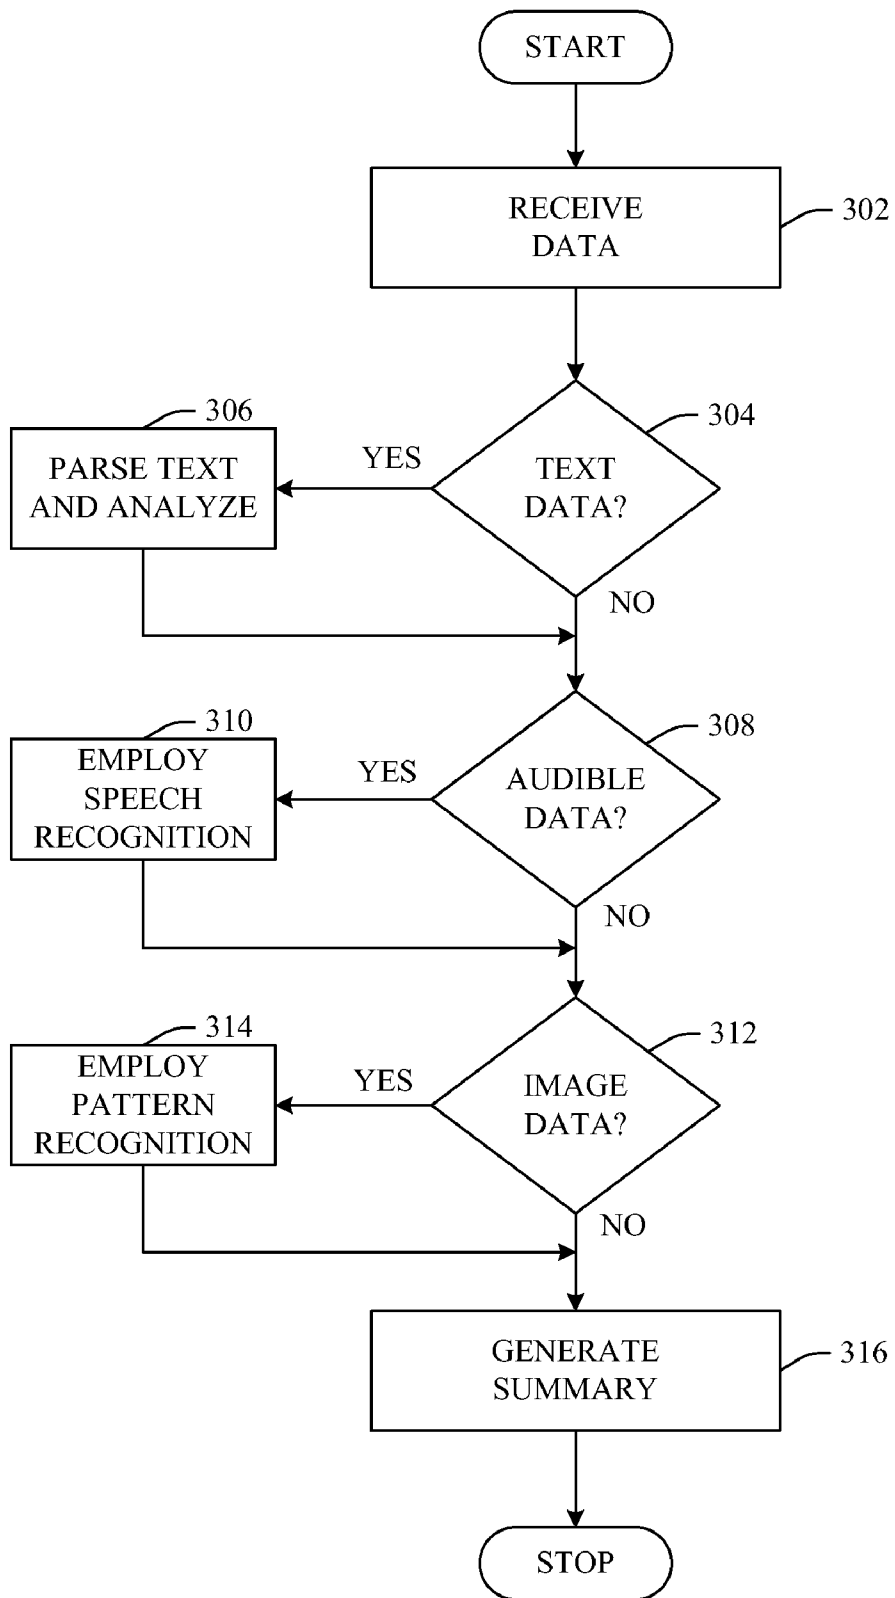 START
RECEIVE
DATA
302
304
TEXT
DATA?
YES
306
PARSE TEXT
AND ANALYZE
NO
308
AUDIBLE
DATA?
YES
310
EMPLOY
SPEECH
RECOGNITION
NO
312
IMAGE
DATA?
YES
314
EMPLOY
PATTERN
RECOGNITION
NO
GENERATE
SUMMARY
316
STOP